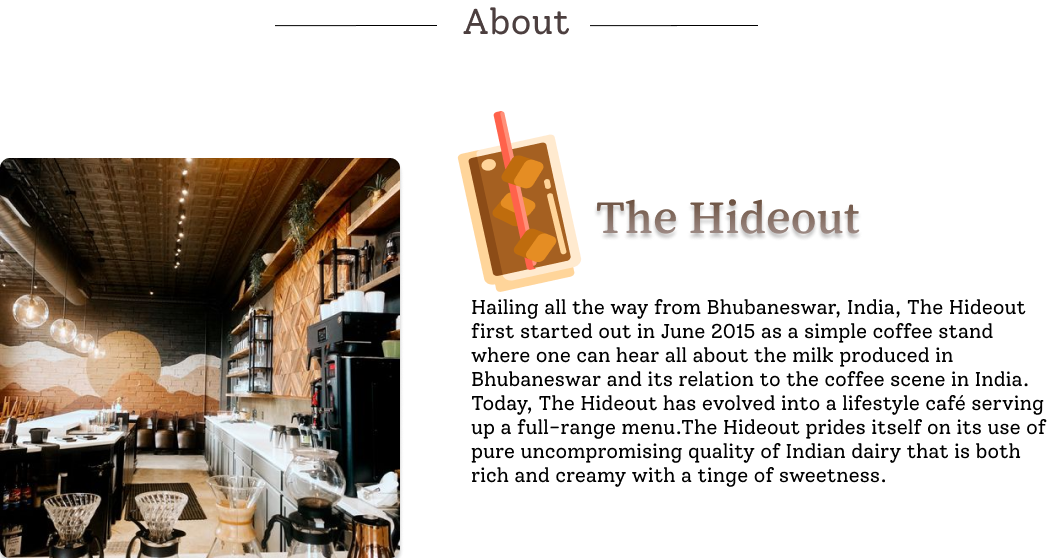 About
The Hideout
Hailing all the way from Bhubaneswar, India, The Hideout
first started out in June 2015 as a simple coffee stand
where one can hear all about the milk produced in
Bhubaneswar and its relation to the coffee scene in India.
Today, The Hideout has evolved into a lifestyle café serving
up a full-range menu.The Hideout prides itself on its use of
pure uncompromising quality of Indian dairy that is both
rich and creamy with a tinge of sweetness.